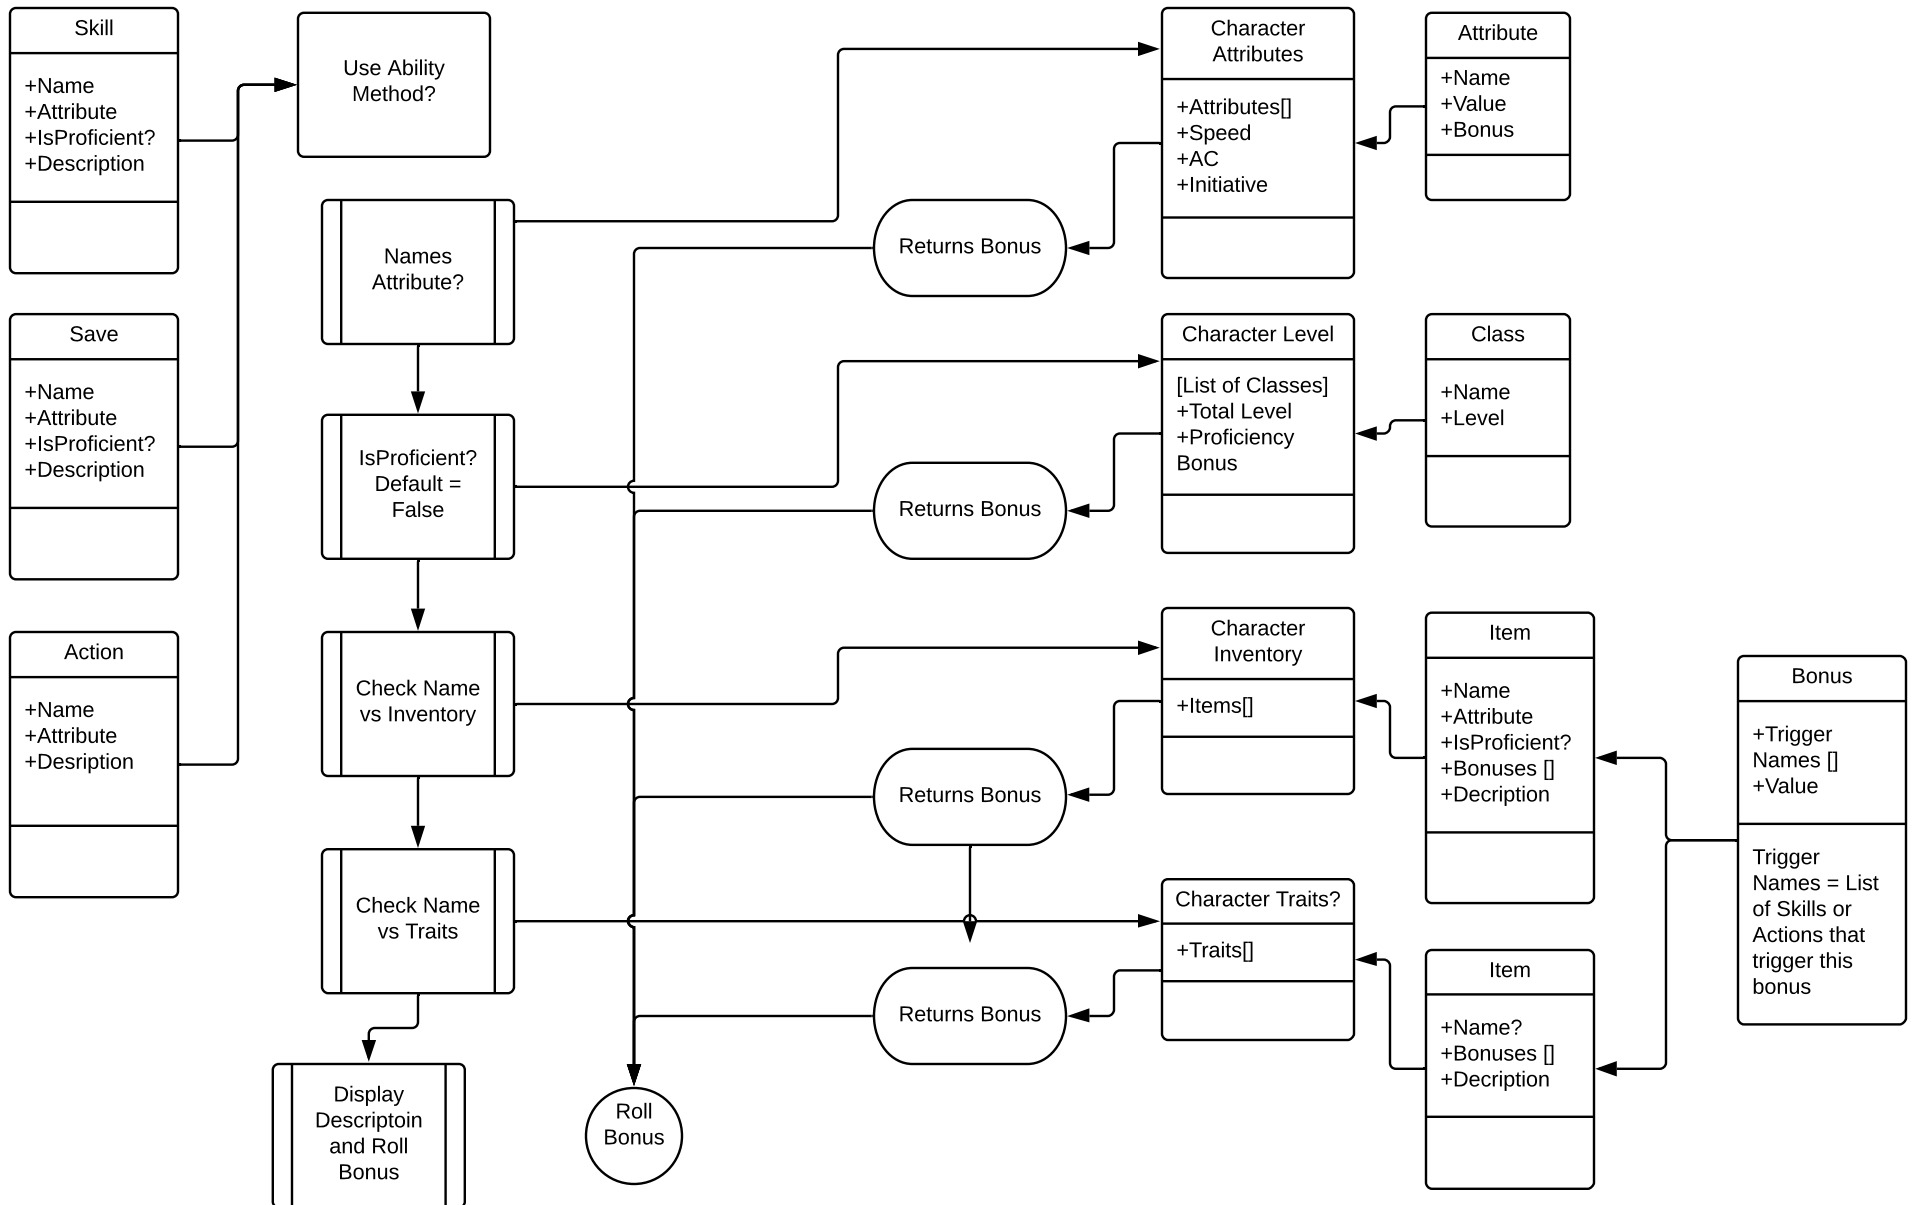 Skill
+Name
+Attribute
+IsProficient?
+Description
Use Ability
Method?
Character
Attributes
+Attributes[]
+Speed
+AC
+Initiative
Attribute
+Name
+Value
+Bonus
Names
Attribute?
Returns Bonus
Save
+Name
+Attribute
+IsProficient?
+Description
IsProficient?
Default =
False
Returns Bonus
Character Level
[List of Classes]
+Total Level
+Proficiency
Bonus
Class
+Name
+Level
Action
+Name
+Attribute
+Desription
Check Name
vs Inventory
Returns Bonus
Character
Inventory
+Items[]
Item
+Name
+Attribute
+IsProficient?
+Bonuses []
+Decription
Bonus
+Trigger
Names []
+Value
Trigger
Names = List
of Skills or
Actions that
trigger this
bonus
Check Name
vs Traits
Returns Bonus
Character Traits?
+Traits[]
Item
+Name?
+Bonuses []
+Decription
Display
Descriptoin
and Roll
Bonus
Roll
Bonus